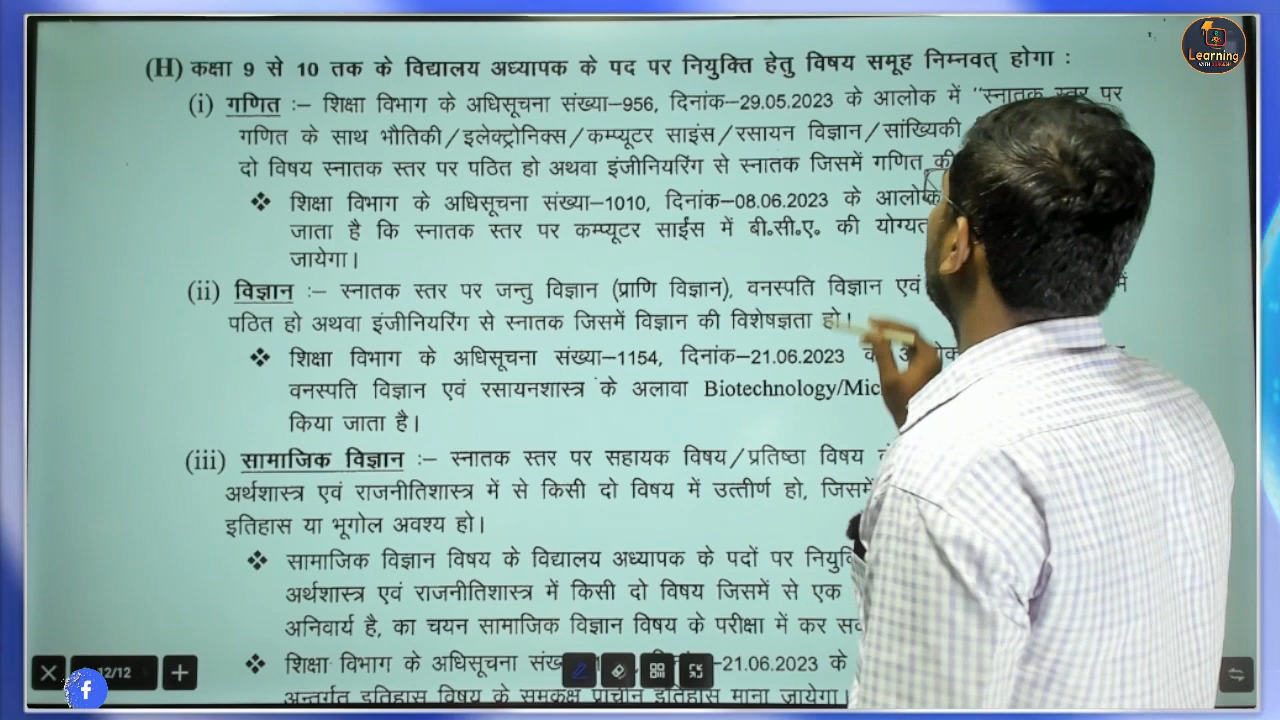 (H) कक्षा 9 से 10 तक के विद्यालय अध्यापक के पद पर नियुक्ति हेतु विषय समूह निम्नवत् होगा :
(i) गणित :– शिक्षा विभाग के अधिसूचना संख्या–956, दिनांक–29.05.2023 के आलोक में "स्नातक स्तर पर
गणित के साथ भौतिकी/इलेक्ट्रोनिक्स/कम्प्यूटर साइंस/रसायन विज्ञान/सांख्यिकी
दो विषय स्नातक स्तर पर पठित हो अथवा इंजीनियरिंग से स्नातक जिसमें गणित की
❖ शिक्षा विभाग के अधिसूचना संख्या–1010, दिनांक–08.06.2023 के आलोक
जाता है कि स्नातक स्तर पर कम्प्यूटर साईंस में बी॰सी॰ए॰ की
जायेगा।
(ii) विज्ञान :– स्नातक स्तर पर जन्तु विज्ञान (प्राणि विज्ञान), वनस्पति विज्ञान एवं में
पठित हो अथवा इंजीनियरिंग से स्नातक जिसमें विज्ञान की विशेषज्ञता हो।
❖ शिक्षा विभाग के अधिसूचना संख्या–1154, दिनांक–21.06.2023
वनस्पति विज्ञान एवं रसायनशास्त्र के अलावा Biotechnology/Mic
किया जाता है।
(iii) सामाजिक विज्ञान :– स्नातक स्तर पर सहायक विषय/प्रतिष्ठा विषय
अर्थशास्त्र एवं राजनीतिशास्त्र में से किसी दो विषय में उत्तीर्ण हो, जिसमें
इतिहास या भूगोल अवश्य हो।
❖ सामाजिक विज्ञान विषय के विद्यालय अध्यापक के पदों पर
अर्थशास्त्र एवं राजनीतिशास्त्र में किसी दो विषय जिसमें से एक
अनिवार्य है, का चयन सामाजिक विज्ञान विषय के परीक्षा में कर
❖ शिक्षा विभाग के अधिसूचना –21.06.2023 के
अन्तर्गत इतिहास विषय के समकक्ष प्राचीन इतिहास माना जायेगा।
12/12
Learning